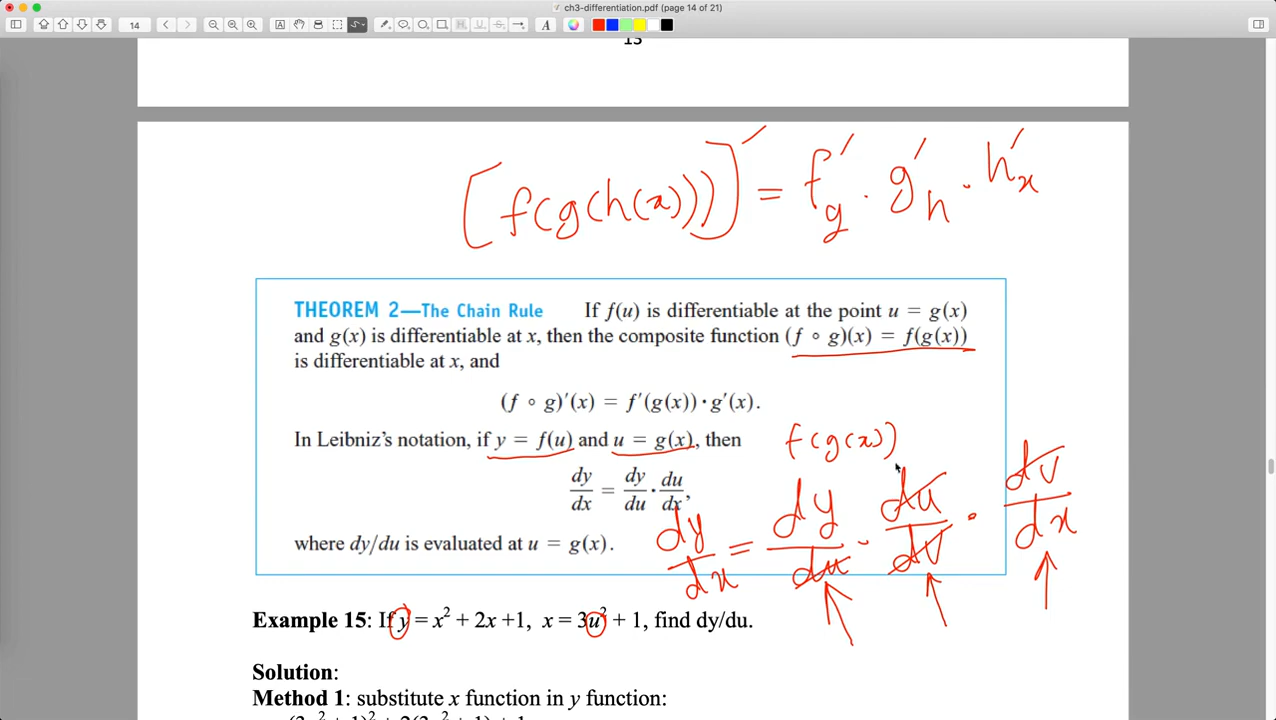 ch3-differentiation.pdf (page 14 of 21)
14
A
13
[f(g(h(x)))]′ = f′g · g′h · h′x
THEOREM 2—The Chain Rule If f(u) is differentiable at the point u = g(x)
and g(x) is differentiable at x, then the composite function (f ∘ g)(x) = f(g(x))
is differentiable at x, and
(f ∘ g)′(x) = f′(g(x)) · g′(x).
In Leibniz's notation, if y = f(u) and u = g(x), then
f(g(x))
dy/dx = dy/du · du/dx,
dy/dx = dy/du · du/dv · dv/dx
where dy/du is evaluated at u = g(x).
Example 15: If y = x² + 2x +1, x = 3u² + 1, find dy/du.
Solution:
Method 1: substitute x function in y function: